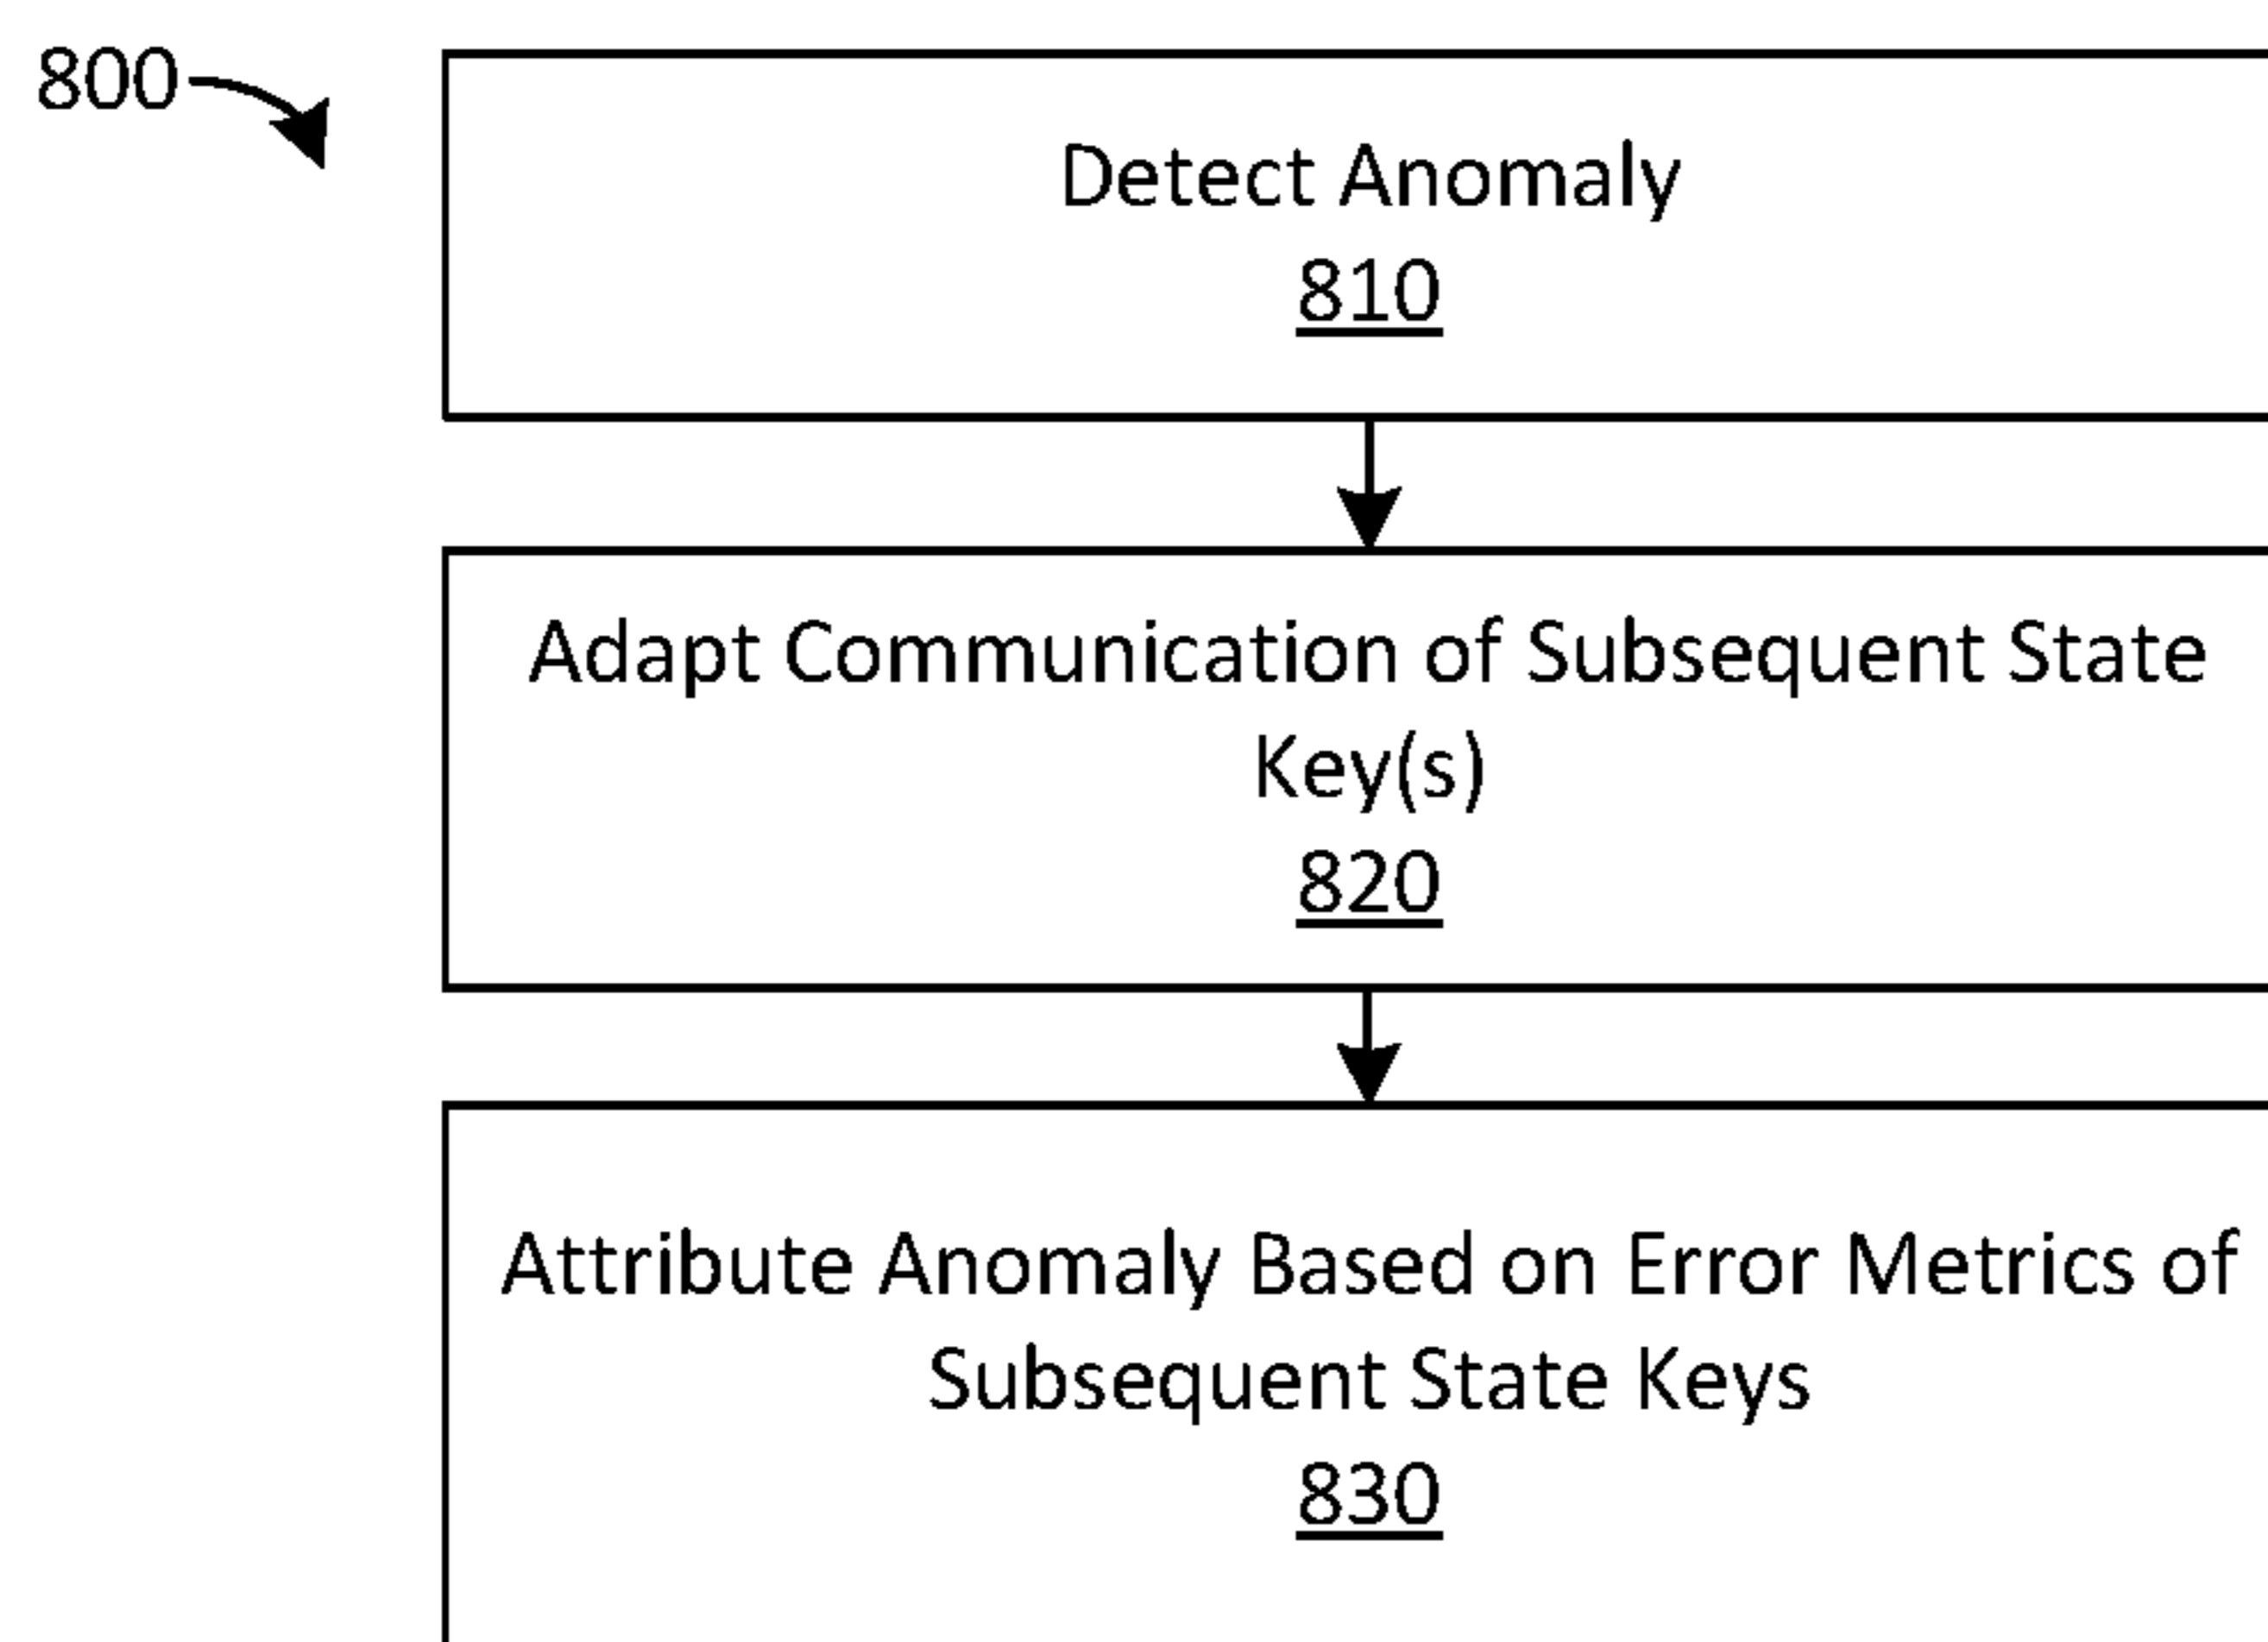 800
Detect Anomaly
810
Adapt Communication of Subsequent State
Key(s)
820
Attribute Anomaly Based on Error Metrics of
Subsequent State Keys
830